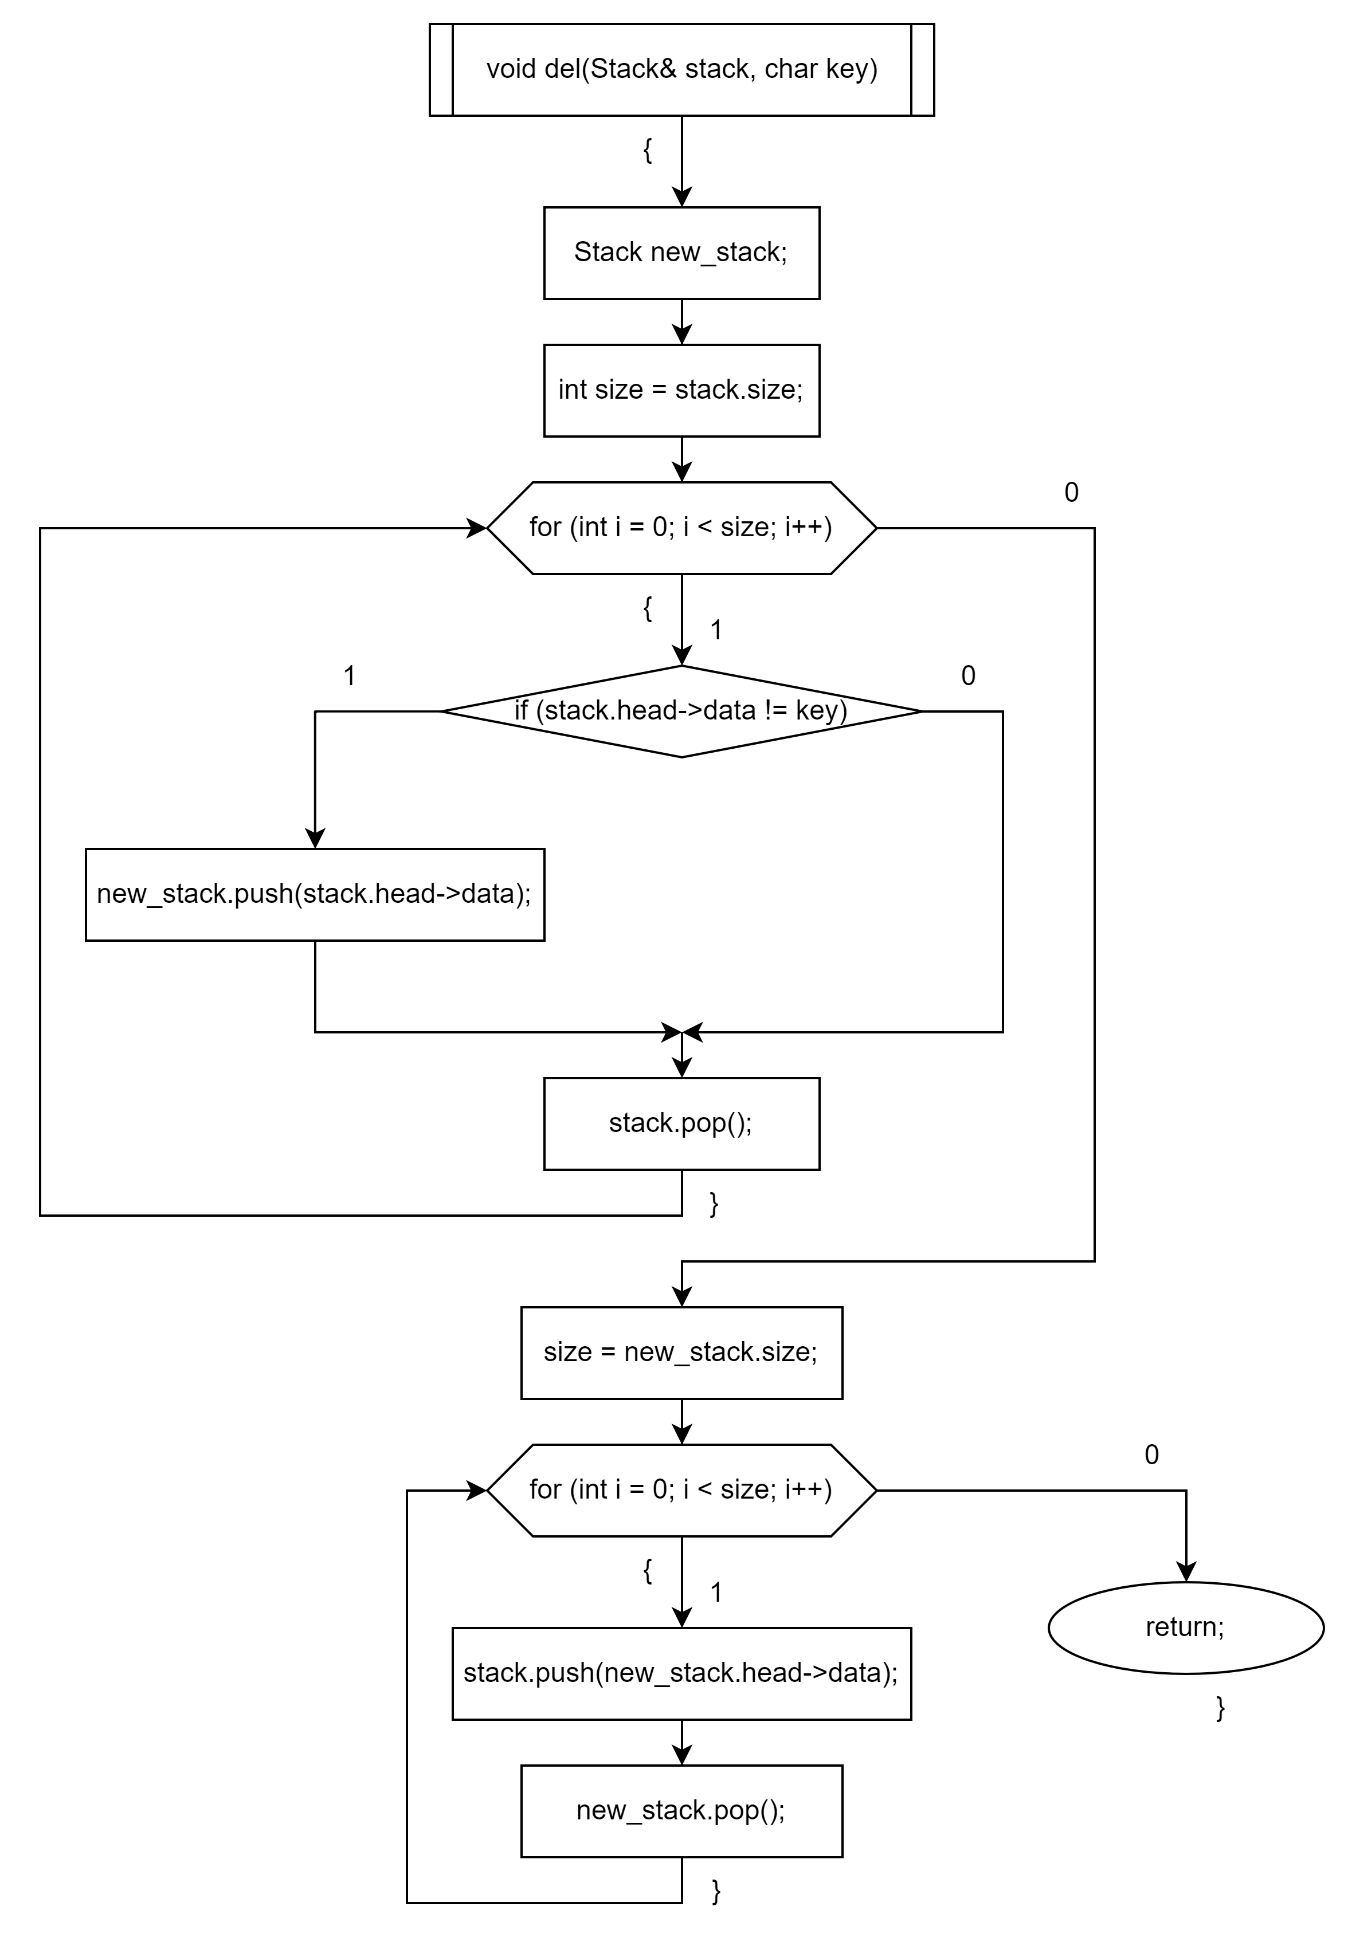 void del(Stack& stack, char key)
{
Stack new_stack;
int size = stack.size;
0
for (int i = 0; i < size; i++)
{
1
1
0
if (stack.head->data != key)
new_stack.push(stack.head->data);
stack.pop();
}
size = new_stack.size;
0
for (int i = 0; i < size; i++)
{
1
return;
stack.push(new_stack.head->data);
}
new_stack.pop();
}